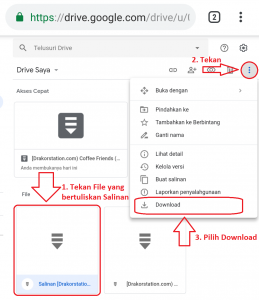 https://drive.google.com/drive/u/0
2
Telusuri Drive
2. Tekan
Drive Saya
Akses Cepat
Buka dengan
Pindahkan ke
Tambahkan ke Berbintang
Ganti nama
[Drakorstation.com) Coffee Friends (...
Anda membukanya hari ini
Lihat detail
Kelola versi
Buat salinan
Laporkan penyalahgunaan
Download
File
1. Tekan File yang
bertuliskan Salinan
3. Pilih Download
Salinan [Drakorstation....
[Drakorstation.com)